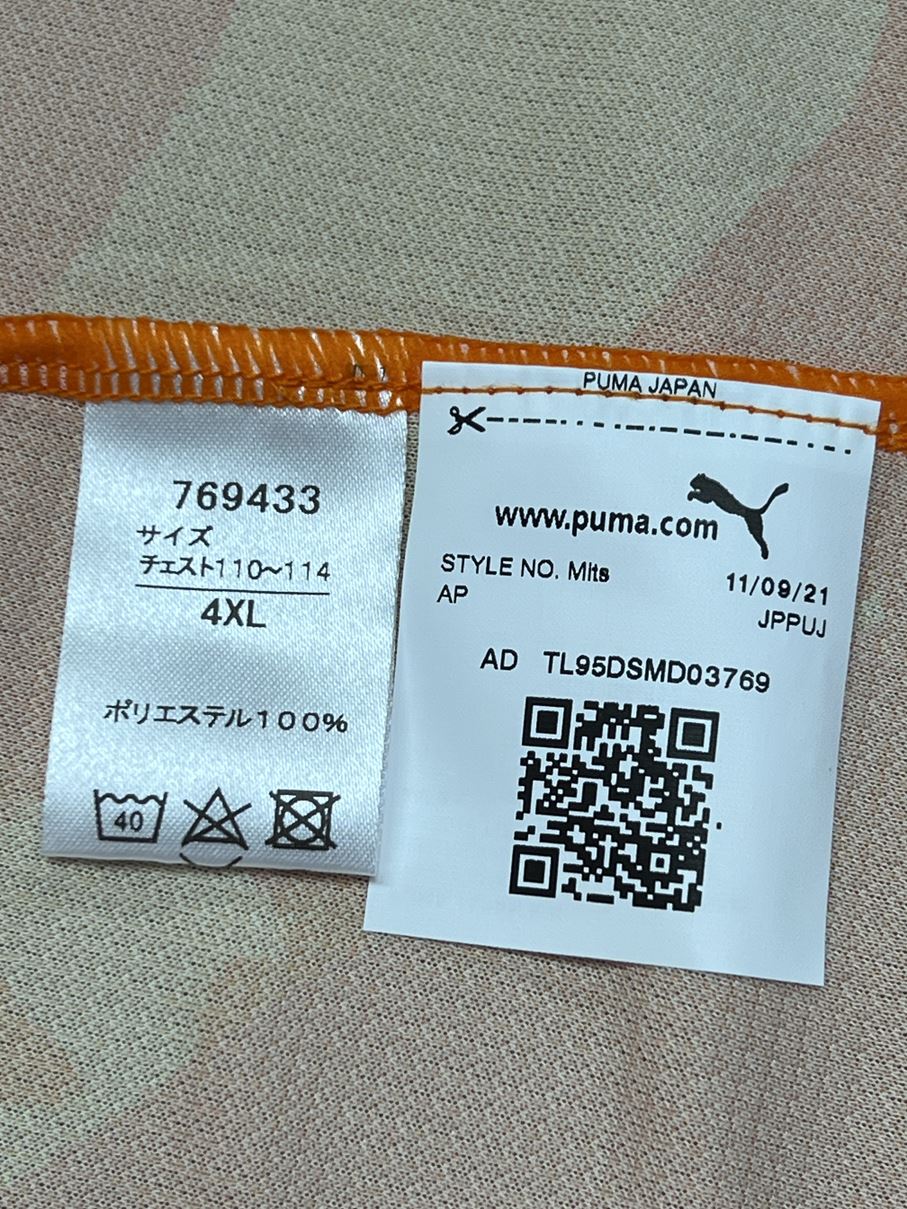 769433
サイズ
チェスト110～114
4XL
ポリエステル100%
40
PUMA JAPAN
www.puma.com
STYLE NO. Mits
11/09/21
AP
JPPUJ
AD TL95DSMD03769